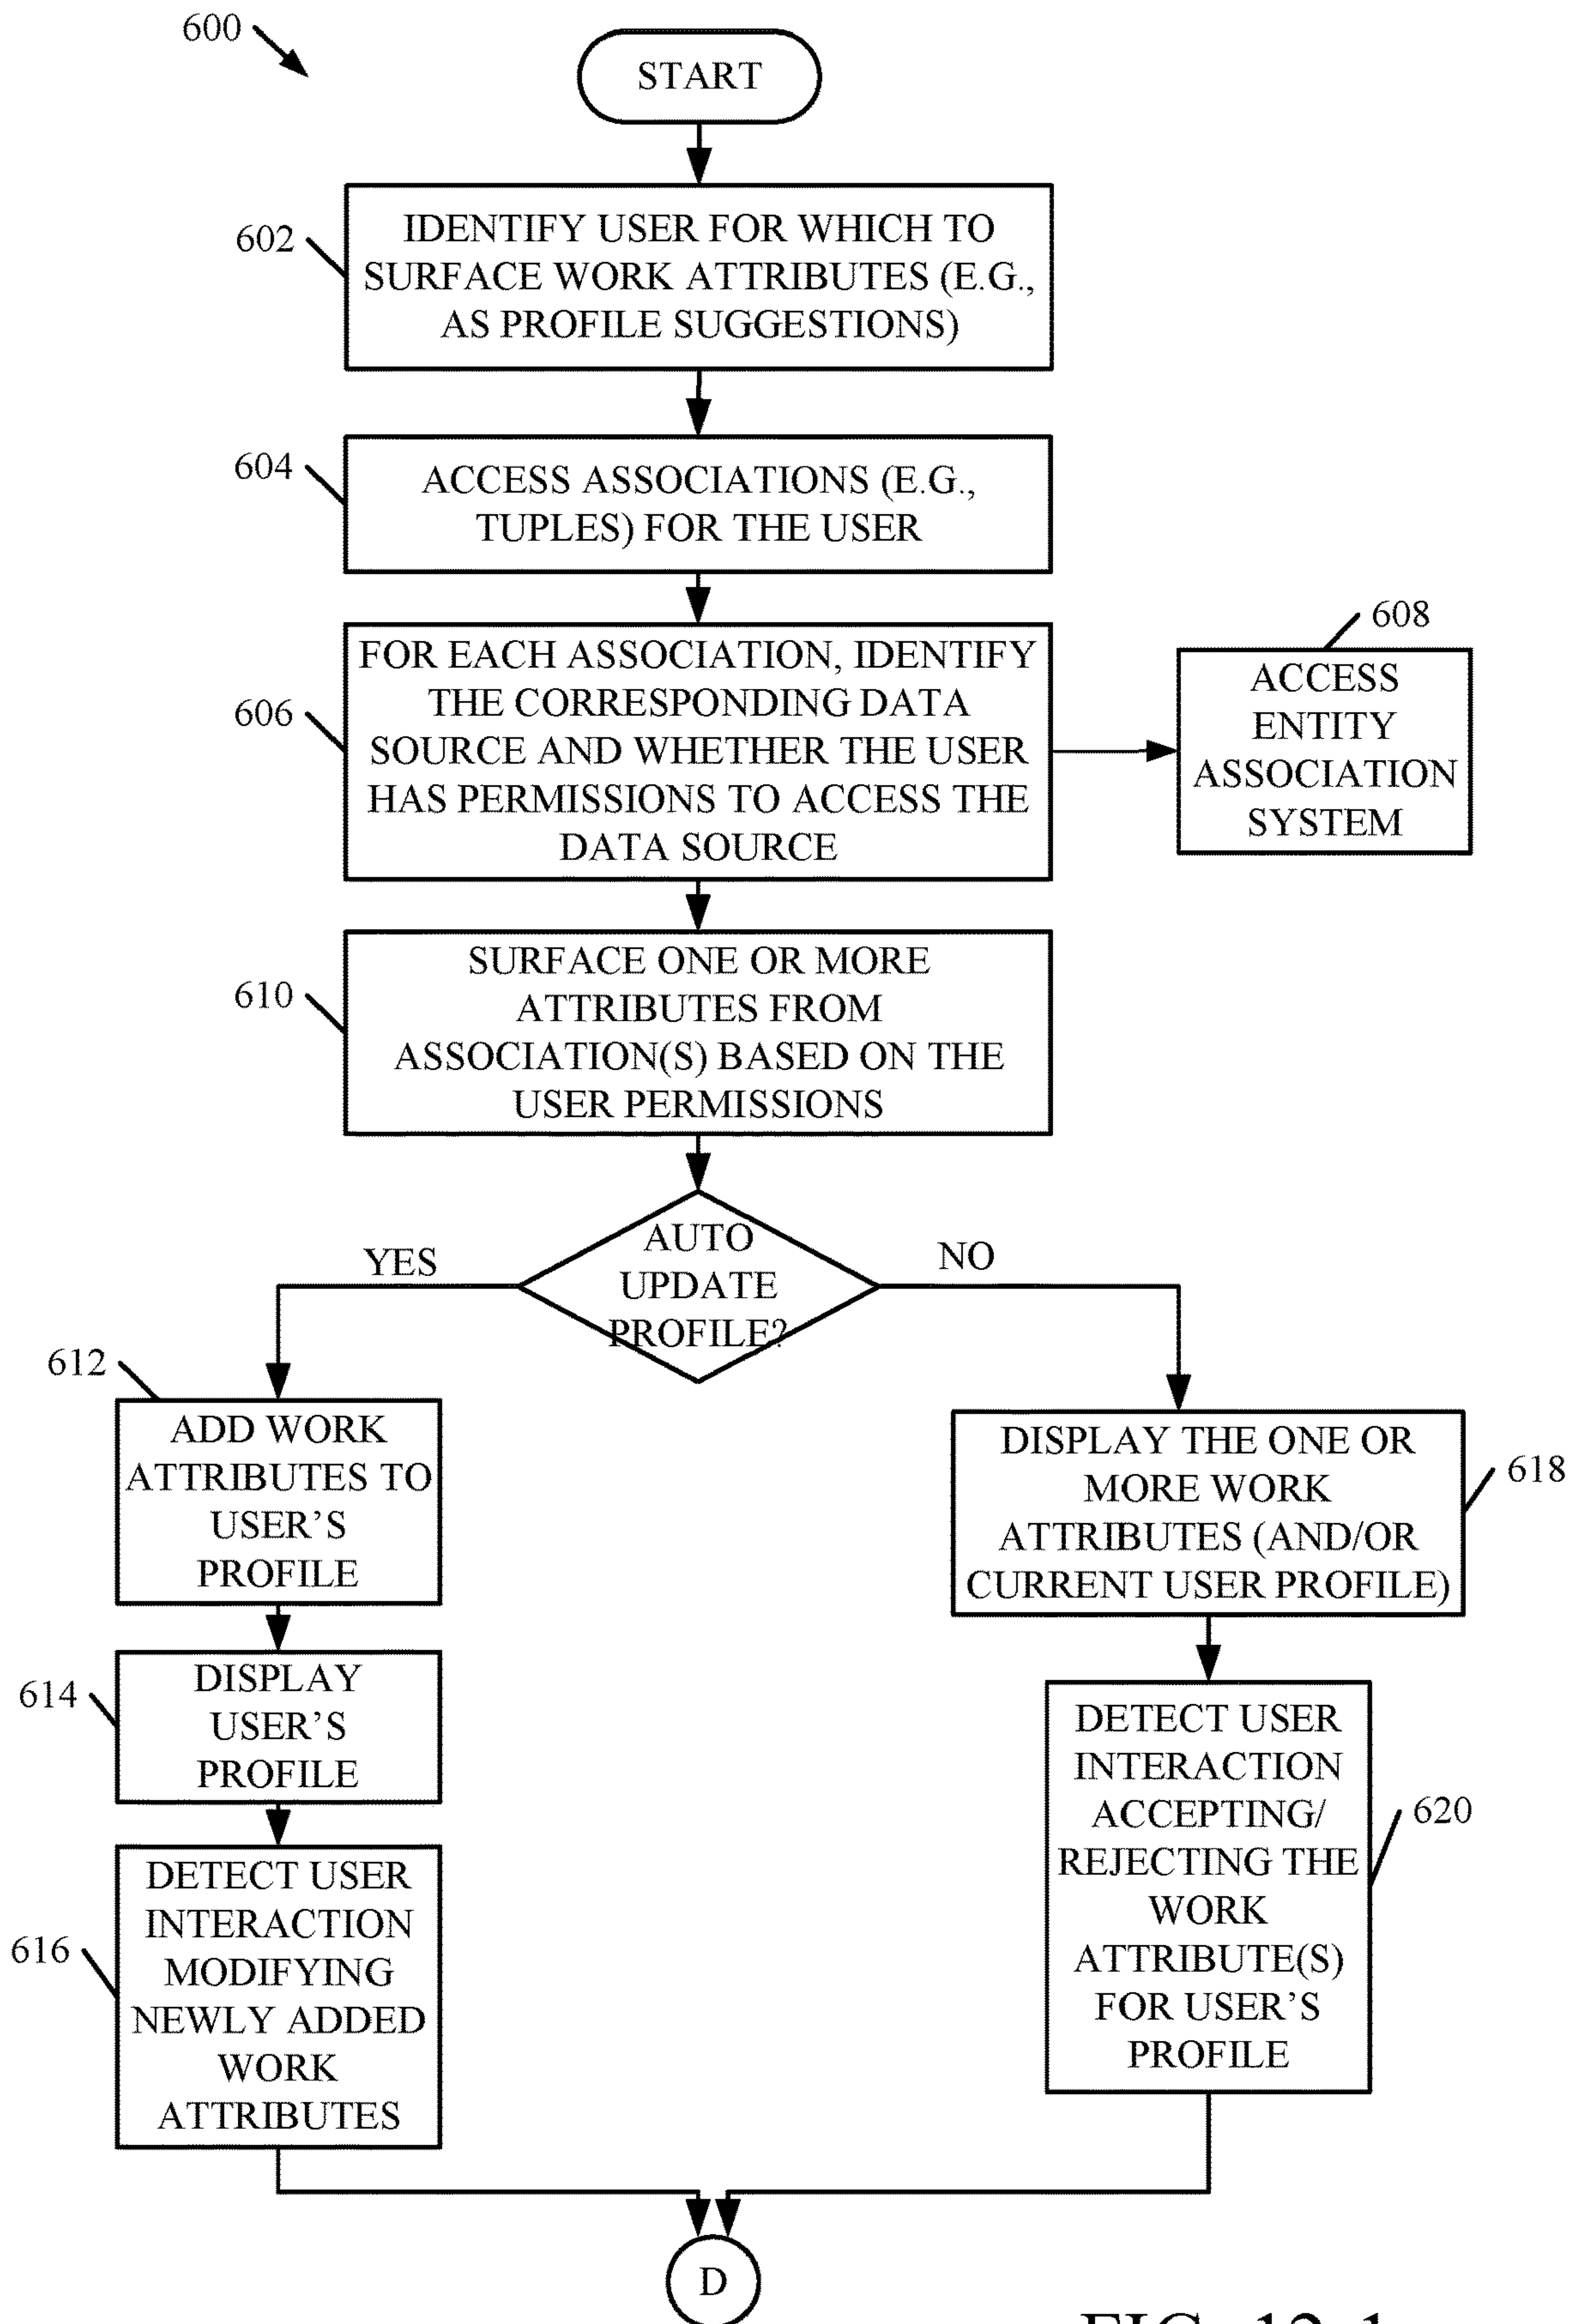 600
START
602
IDENTIFY USER FOR WHICH TO
SURFACE WORK ATTRIBUTES (E.G.,
AS PROFILE SUGGESTIONS)
604
ACCESS ASSOCIATIONS (E.G.,
TUPLES) FOR THE USER
606
FOR EACH ASSOCIATION, IDENTIFY
THE CORRESPONDING DATA
SOURCE AND WHETHER THE USER
HAS PERMISSIONS TO ACCESS THE
DATA SOURCE
608
ACCESS
ENTITY
ASSOCIATION
SYSTEM
610
SURFACE ONE OR MORE
ATTRIBUTES FROM
ASSOCIATION(S) BASED ON THE
USER PERMISSIONS
AUTO
UPDATE
PROFILE?
YES
NO
612
ADD WORK
ATTRIBUTES TO
USER’S
PROFILE
614
DISPLAY
USER’S
PROFILE
616
DETECT USER
INTERACTION
MODIFYING
NEWLY ADDED
WORK
ATTRIBUTES
DISPLAY THE ONE OR
MORE WORK
ATTRIBUTES (AND/OR
CURRENT USER PROFILE)
618
DETECT USER
INTERACTION
ACCEPTING/
REJECTING THE
WORK
ATTRIBUTE(S)
FOR USER’S
PROFILE
620
D